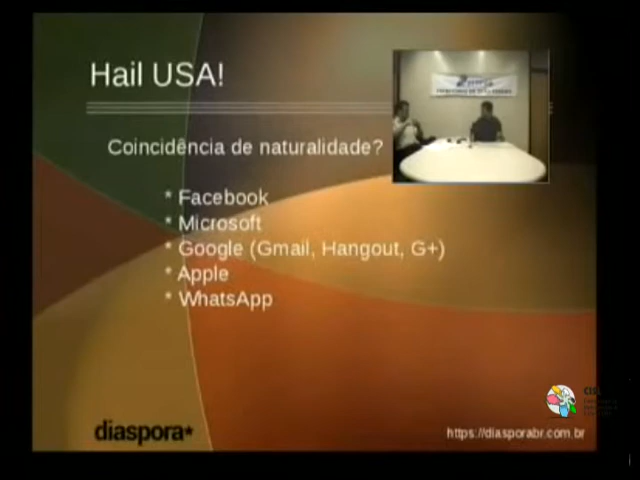 Hail USA!
Coincidência de naturalidade?
* Facebook
* Microsoft
* Google (Gmail, Hangout, G+)
* Apple
* WhatsApp
diaspora*
https://diasporabr.com.br